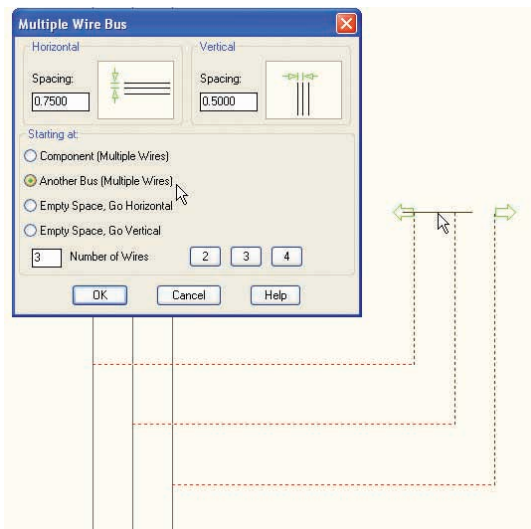 Multiple Wire Bus
Horizontal
Vertical
Spacing:
0.7500
Spacing:
0.5000
Starting at:
Component (Multiple Wires)
Another Bus (Multiple Wires)
Empty Space, Go Horizontal
Empty Space, Go Vertical
3 Number of Wires 2 3 4
OK Cancel Help